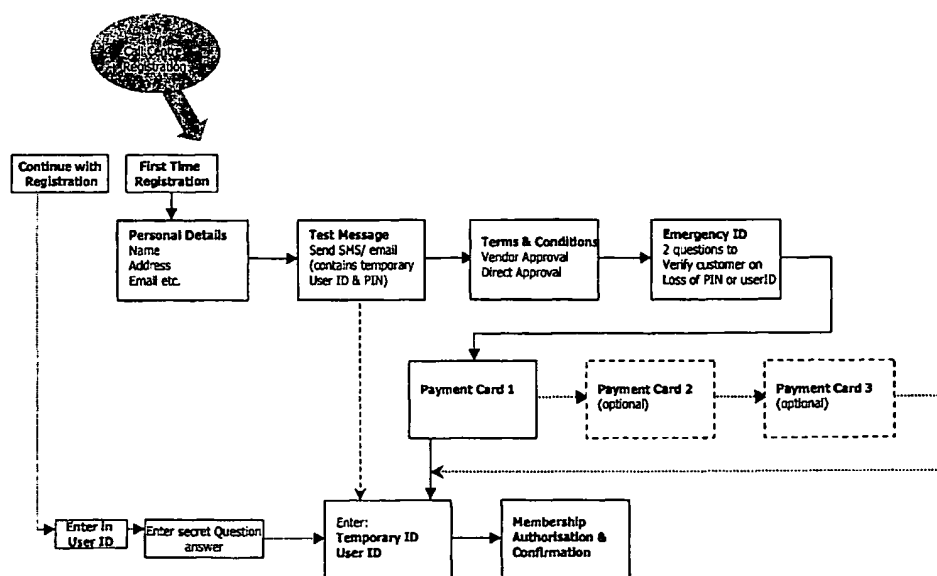 Call Centre
Registration
Continue with
Registration
First Time
Registration
Personal Details
Name
Address
Email etc.
Test Message
Send SMS/ email
(contains temporary
User ID & PIN)
Terms & Conditions
Vendor Approval
Direct Approval
Emergency ID
2 questions to
Verify customer on
Loss of PIN or userID
Payment Card 1
Payment Card 2
(optional)
Payment Card 3
(optional)
Enter in
User ID
Enter secret Question
answer
Enter:
Temporary ID
User ID
Membership
Authorisation &
Confirmation